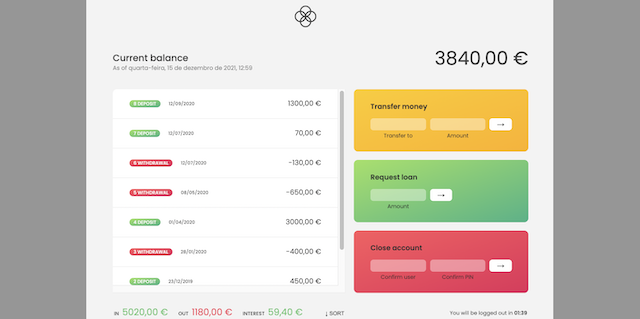 Current balance
As of quarta-feira, 15 de dezembro de 2021, 12:59
3840,00 €
8 DEPOSIT 12/09/2020 1300,00 €
7 DEPOSIT 12/07/2020 70,00 €
6 WITHDRAWAL 12/07/2020 -130,00 €
5 WITHDRAWAL 08/05/2020 -650,00 €
4 DEPOSIT 01/04/2020 3000,00 €
3 WITHDRAWAL 28/01/2020 -400,00 €
2 DEPOSIT 23/12/2019 450,00 €
Transfer money
→
Transfer to Amount
Request loan
→
Amount
Close account
→
Confirm user Confirm PIN
IN 5020,00 € OUT 1180,00 € INTEREST 59,40 € ↓ SORT
You will be logged out in 01:39